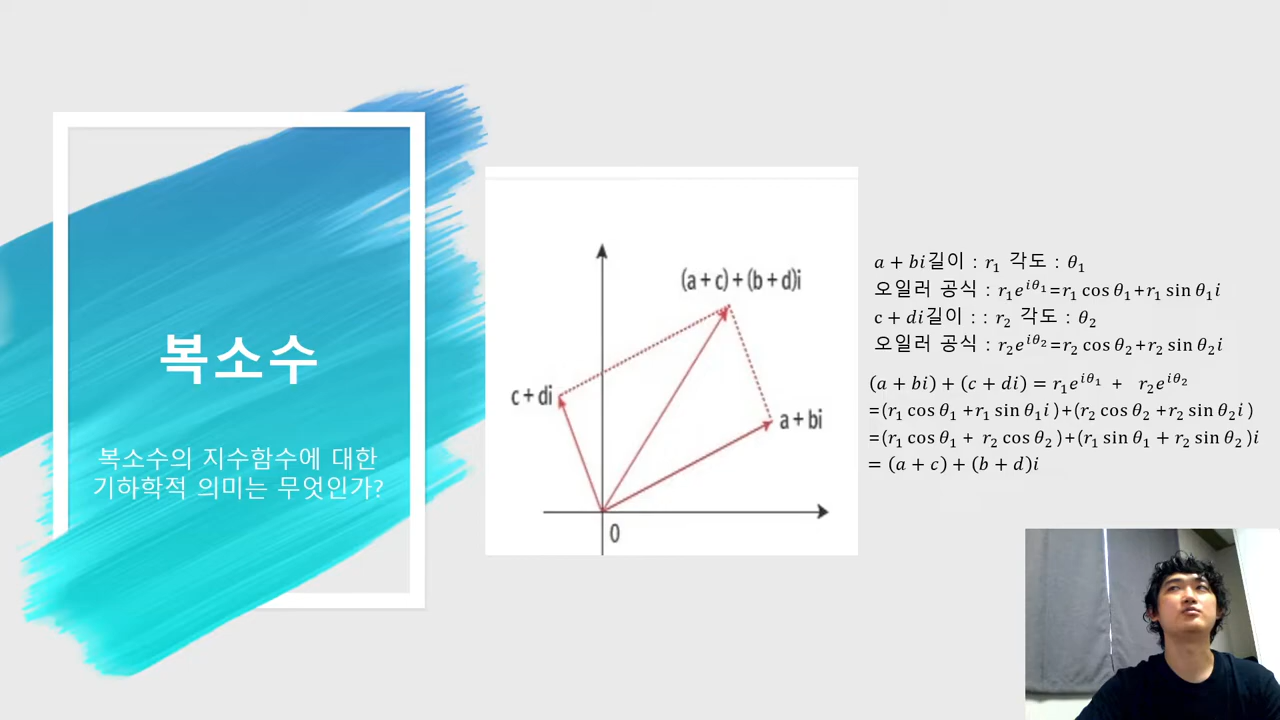 복소수
복소수의 지수함수에 대한
기하학적 의미는 무엇인가?
(a + c) + (b + d)i
c + di
a + bi
0
a + bi길이 : r₁ 각도 : θ₁
오일러 공식 : r₁e^{iθ₁}=r₁ cos θ₁+r₁ sin θ₁i
c + di길이 : : r₂ 각도 : θ₂
오일러 공식 : r₂e^{iθ₂}=r₂ cos θ₂+r₂ sin θ₂i
(a + bi) + (c + di) = r₁e^{iθ₁} + r₂e^{iθ₂}
=(r₁ cos θ₁ +r₁ sin θ₁i )+(r₂ cos θ₂ +r₂ sin θ₂i )
=(r₁ cos θ₁ + r₂ cos θ₂ )+(r₁ sin θ₁ + r₂ sin θ₂ )i
= (a + c) + (b + d)i